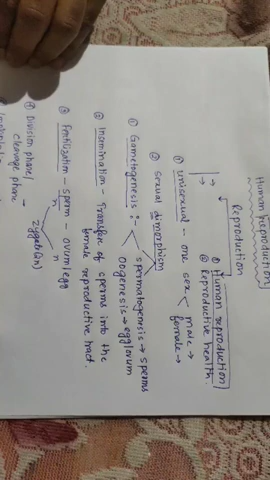 Human Reproduction
Reproduction
① Human reproduction
② Reproductive health.
① Unisexual - one sex < male →
female →
② sexual dimorphism
① Gametogenesis :- < spermatogensis → sperms
oogenesis → egg/ovum
② Insemination - Transfer of sperms into the
female reproductive tract.
③ Fertilization - sperm - ovum/egg
n n
Zygote(2n)
④ Division phase/ →
cleavage phase